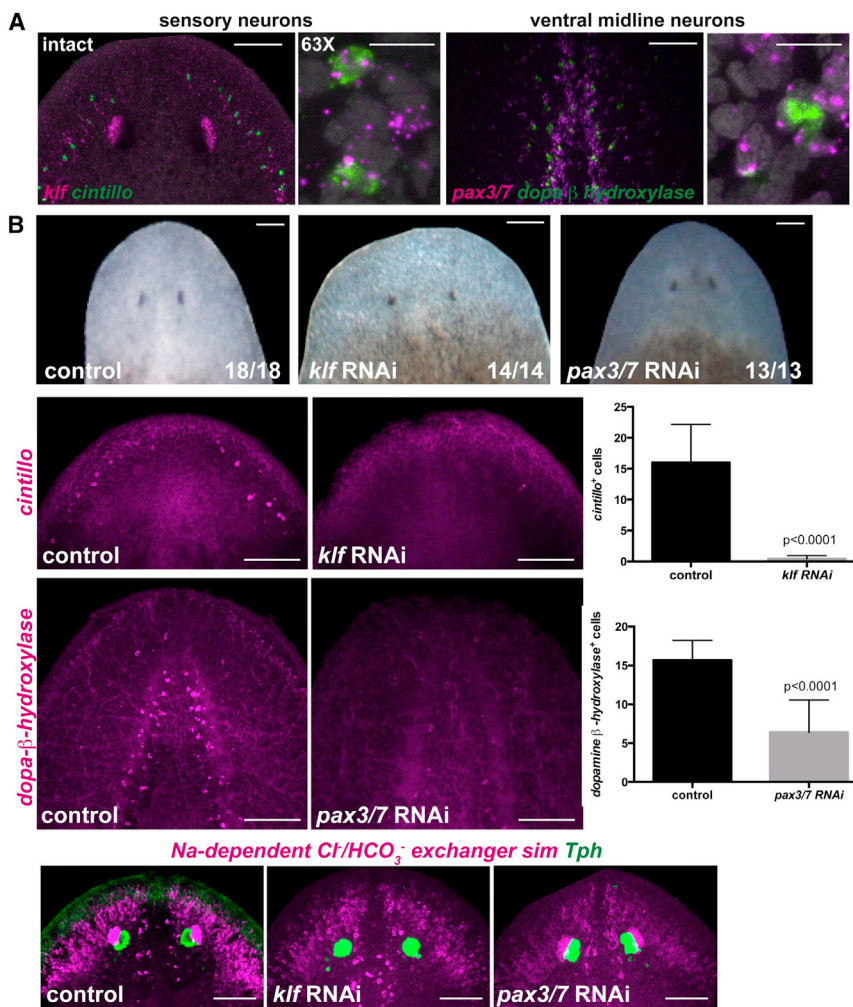 sensory neurons
ventral midline neurons
A
intact
63X
klf cintillo
pax3/7 dopa-β hydroxylase
B
control
18/18
klf RNAi
14/14
pax3/7 RNAi
13/13
cintillo
control
klf RNAi
cintillo+ cells
25
20
15
10
5
0
p<0.0001
control
klf RNAi
dopa-β-hydroxylase
control
pax3/7 RNAi
dopamine β -hydroxylase+ cells
20
15
10
5
0
p<0.0001
control
pax3/7 RNAi
Na-dependent Cl-/HCO3- exchanger sim Tph
control
klf RNAi
pax3/7 RNAi